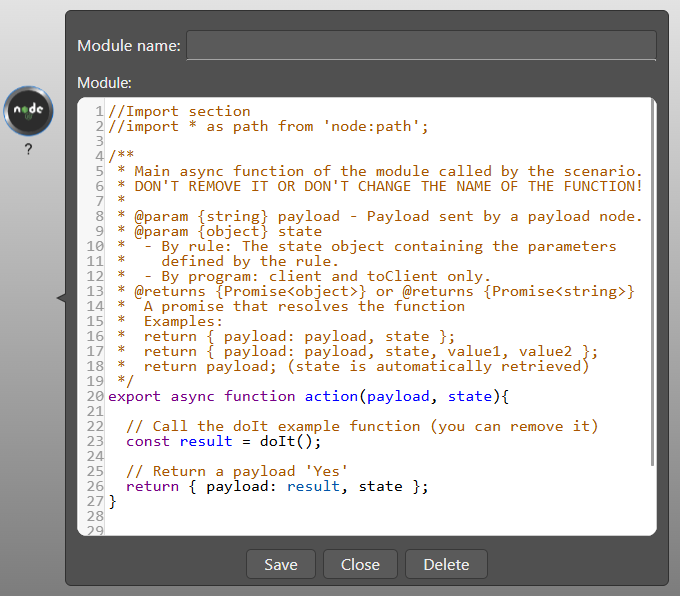 Module name:
Module:
node
?
1 //Import section
2 //import * as path from 'node:path';
3
4 /**
5  * Main async function of the module called by the scenario.
6  * DON'T REMOVE IT OR DON'T CHANGE THE NAME OF THE FUNCTION!
7  *
8  * @param {string} payload - Payload sent by a payload node.
9  * @param {object} state
10  *  - By rule: The state object containing the parameters
11  *    defined by the rule.
12  *  - By program: client and toClient only.
13  * @returns {Promise<object>} or @returns {Promise<string>}
14  *  A promise that resolves the function
15  *  Examples:
16  *  return { payload: payload, state };
17  *  return { payload: payload, state, value1, value2 };
18  *  return payload; (state is automatically retrieved)
19  */
20 export async function action(payload, state){
21
22   // Call the doIt example function (you can remove it)
23   const result = doIt();
24
25   // Return a payload 'Yes'
26   return { payload: result, state };
27 }
28
29
Save Close Delete